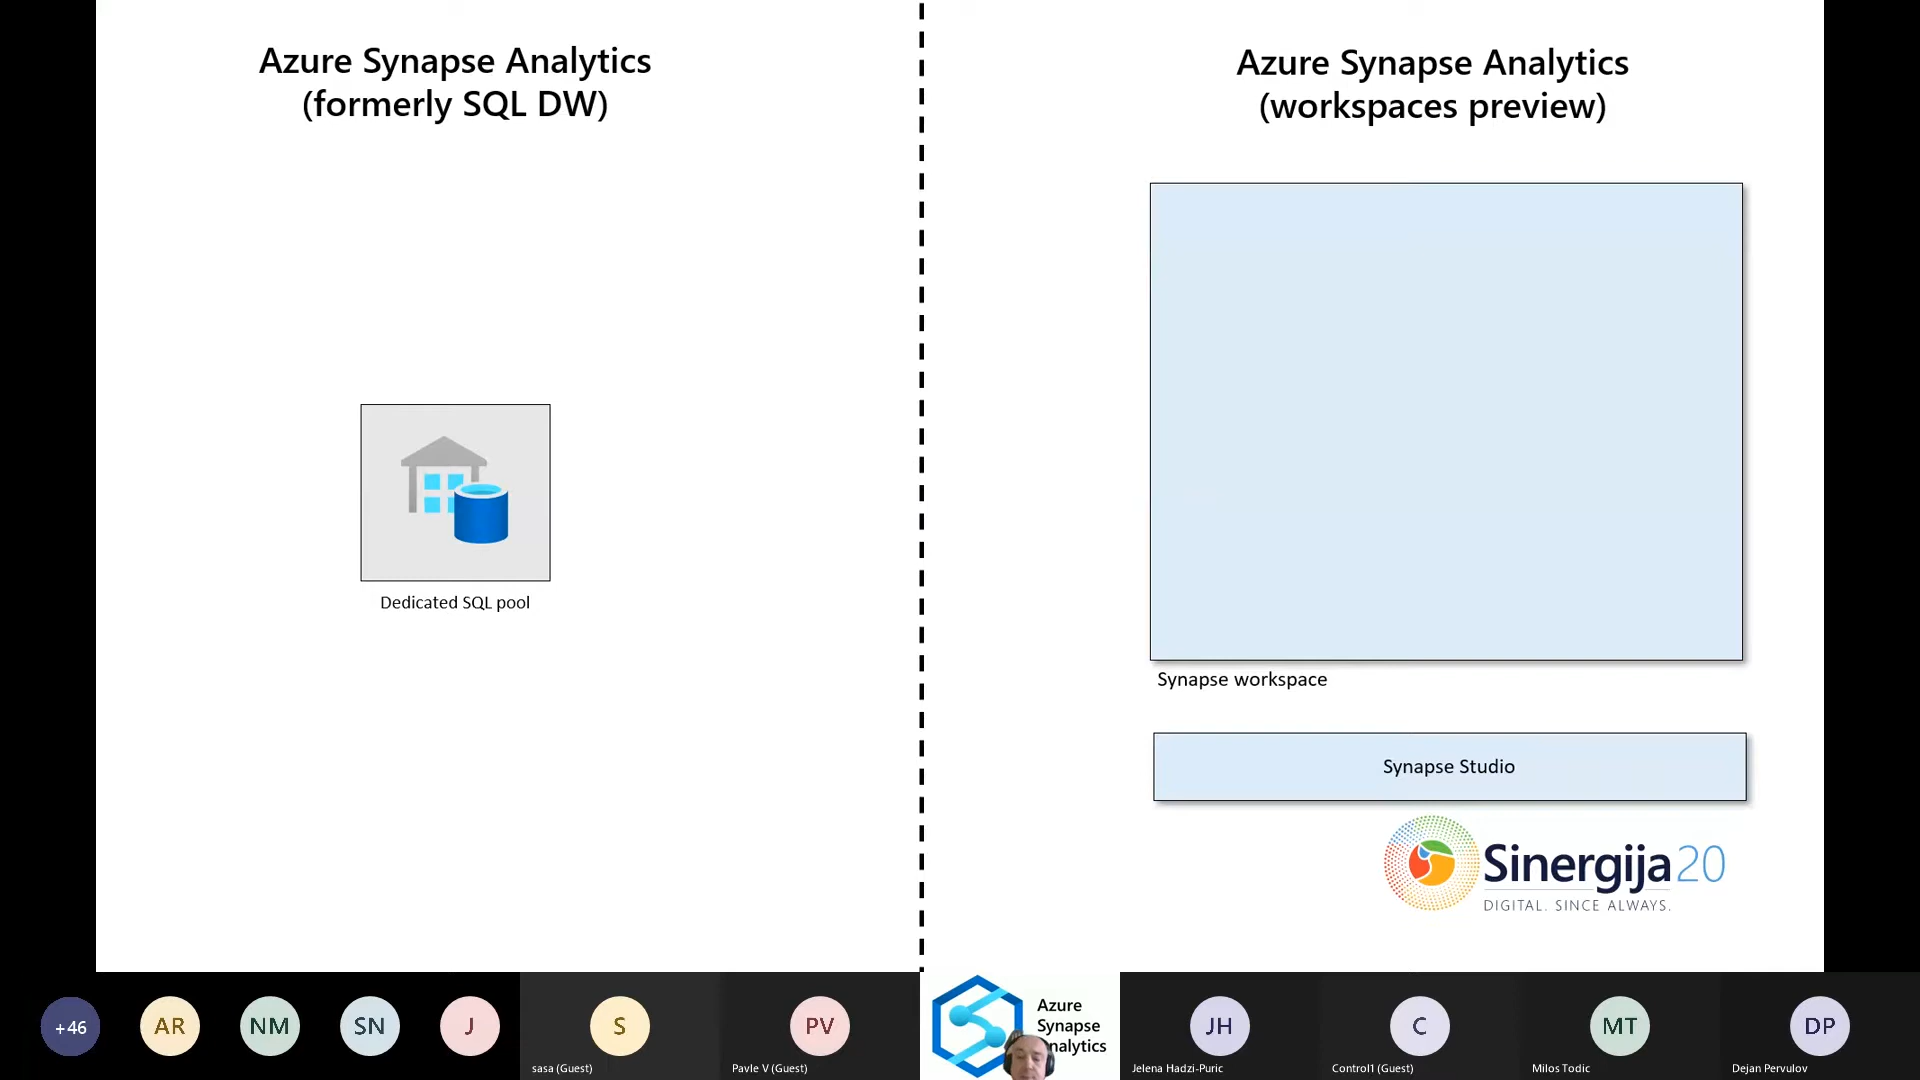 Azure Synapse Analytics
(formerly SQL DW)
Dedicated SQL pool
Azure Synapse Analytics
(workspaces preview)
Synapse workspace
Synapse Studio
Sinergija20
DIGITAL. SINCE ALWAYS.
+46
AR
NM
SN
J
S
sasa (Guest)
PV
Pavle V (Guest)
Azure
Synapse
nalytics
JH
Jelena Hadzi-Puric
C
Control1 (Guest)
MT
Milos Todic
DP
Dejan Pervulov